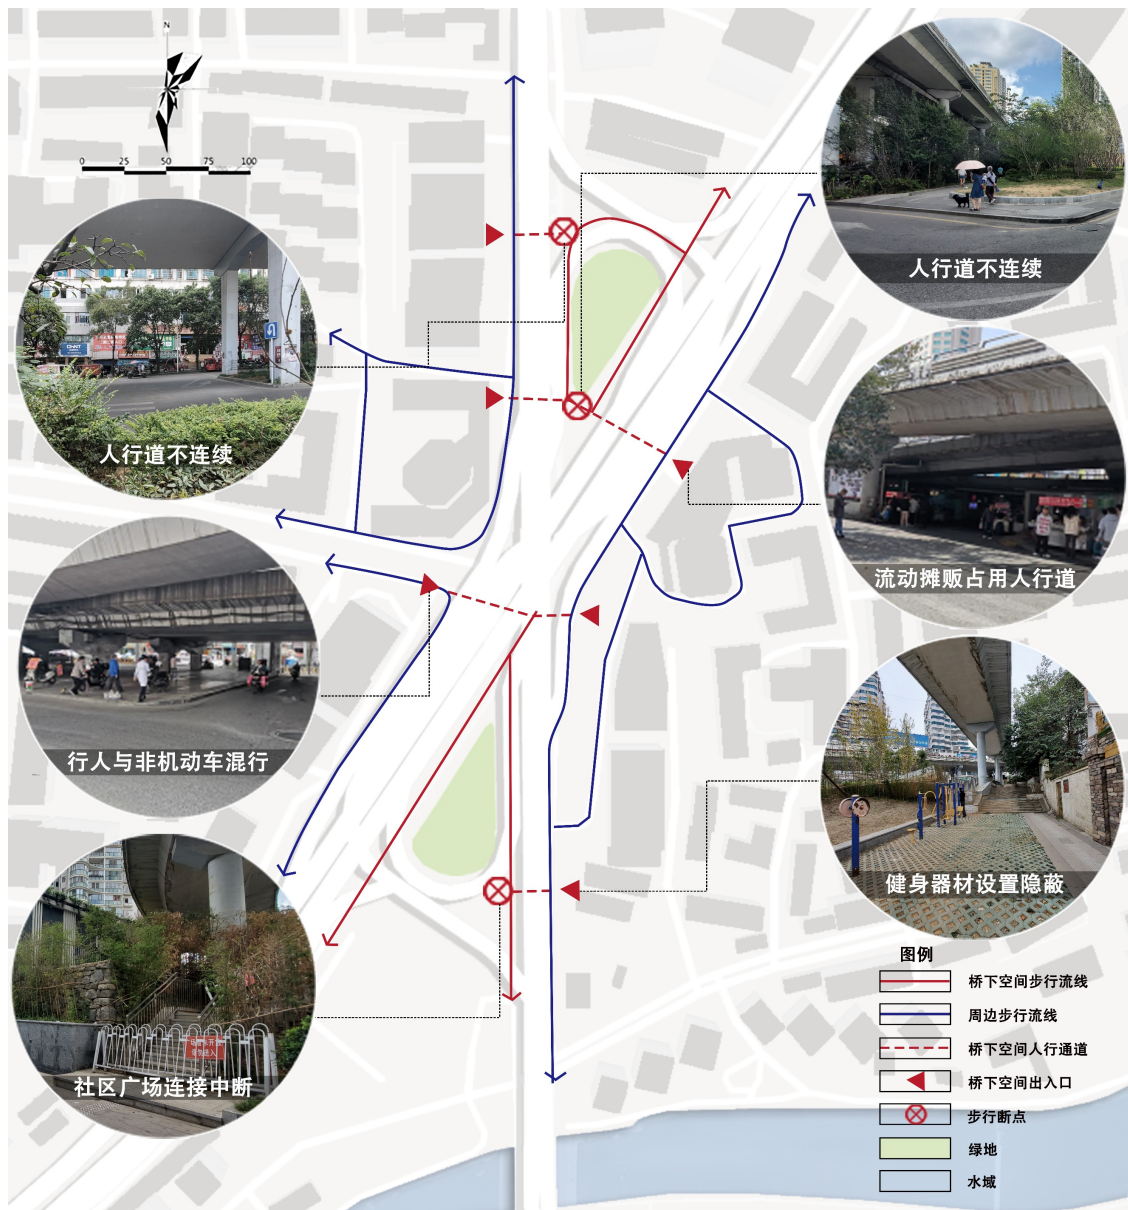 N
0 25 50 75 100
人行道不连续
人行道不连续
流动摊贩占用人行道
行人与非机动车混行
健身器材设置隐蔽
社区广场连接中断
图例
桥下空间步行流线
周边步行流线
桥下空间人行通道
桥下空间出入口
步行断点
绿地
水域